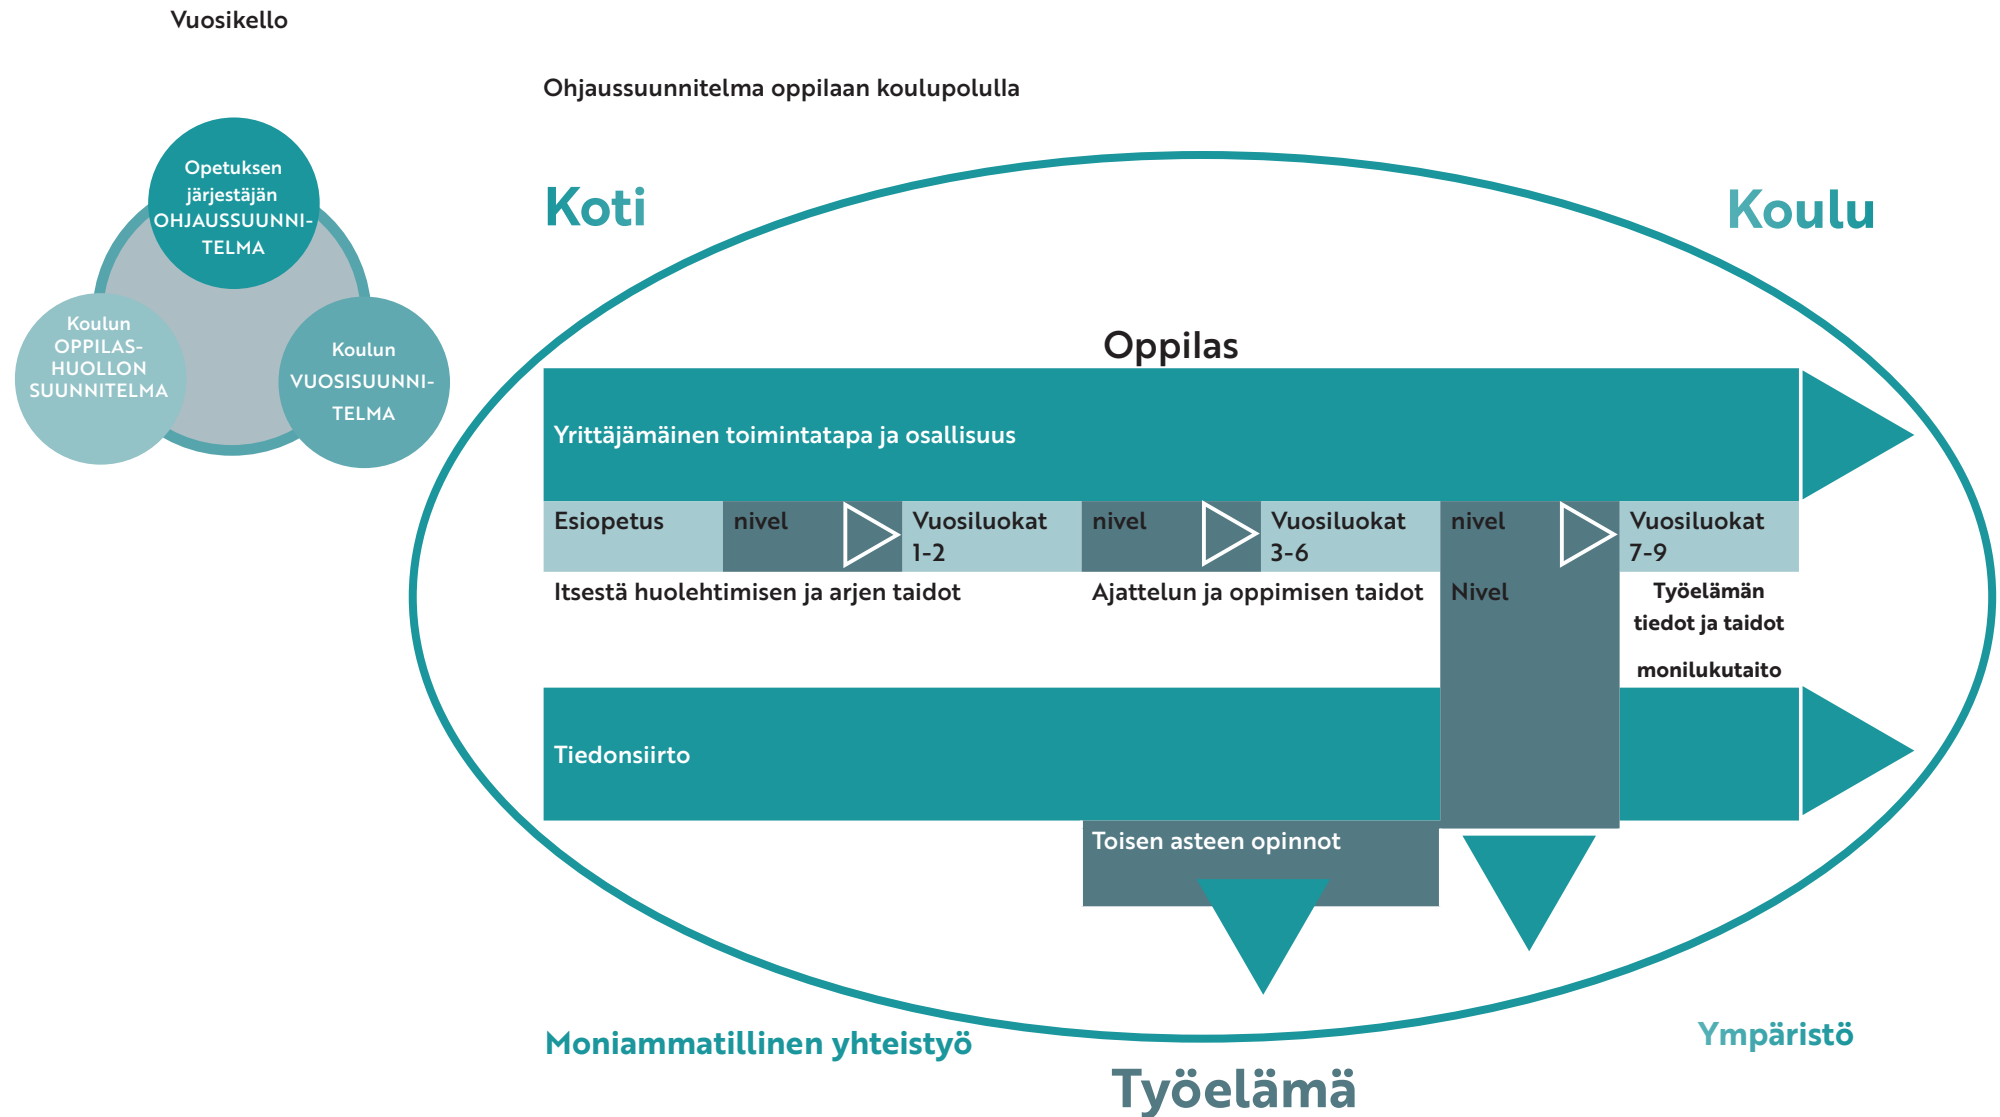 Vuosikello
Ohjaussuunnitelma oppilaan koulupolulla
Opetuksen
järjestäjän
OHJAUSSUUNNI-
TELMA
Koulun
OPPILAS-
HUOLLON
SUUNNITELMA
Koulun
VUOSISUUNNI-
TELMA
Koti
Koulu
Oppilas
Yrittäjämäinen toimintatapa ja osallisuus
Esiopetus
nivel
Vuosiluokat
1-2
nivel
Vuosiluokat
3-6
nivel
Vuosiluokat
7-9
Itsestä huolehtimisen ja arjen taidot
Ajattelun ja oppimisen taidot
Nivel
Työelämän
tiedot ja taidot
monilukutaito
Tiedonsiirto
Toisen asteen opinnot
Moniammatillinen yhteistyö
Ympäristö
Työelämä